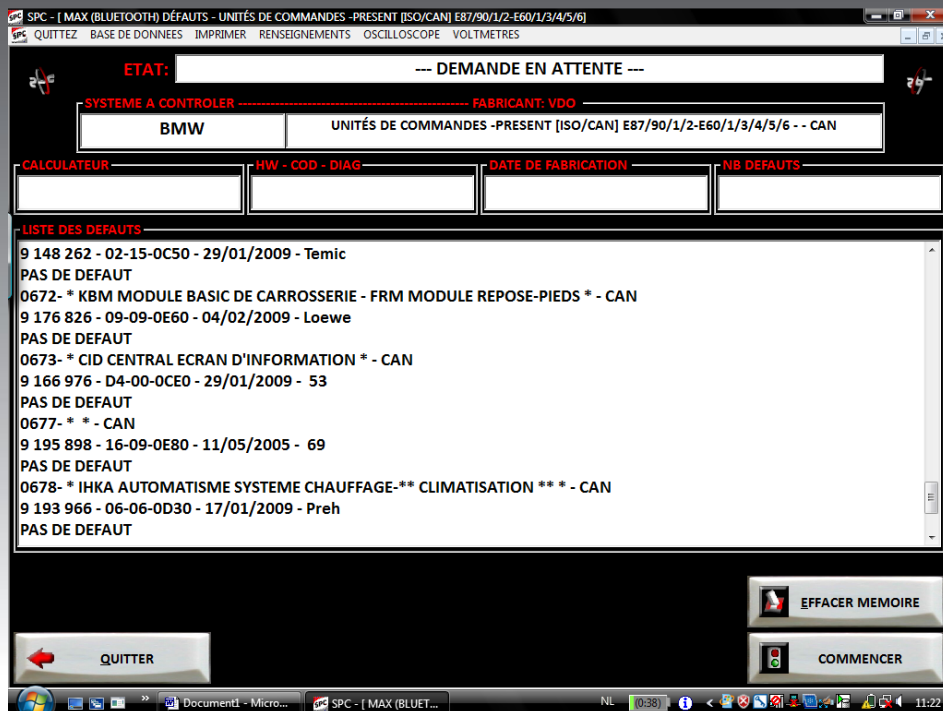 SPC - [ MAX (BLUETOOTH) DÉFAUTS - UNITÉS DE COMMANDES -PRESENT [ISO/CAN] E87/90/1/2-E60/1/3/4/5/6]
QUITTEZ BASE DE DONNEES IMPRIMER RENSEIGNEMENTS OSCILLOSCOPE VOLTMETRES
ETAT: --- DEMANDE EN ATTENTE ---
SYSTEME A CONTROLER ------------------------------------------------- FABRICANT: VDO
BMW UNITÉS DE COMMANDES -PRESENT [ISO/CAN] E87/90/1/2-E60/1/3/4/5/6 - - CAN
CALCULATEUR HW - COD - DIAG DATE DE FABRICATION NB DEFAUTS
LISTE DES DEFAUTS
9 148 262 - 02-15-0C50 - 29/01/2009 - Temic
PAS DE DEFAUT
0672- * KBM MODULE BASIC DE CARROSSERIE - FRM MODULE REPOSE-PIEDS * - CAN
9 176 826 - 09-09-0E60 - 04/02/2009 - Loewe
PAS DE DEFAUT
0673- * CID CENTRAL ECRAN D'INFORMATION * - CAN
9 166 976 - D4-00-0CE0 - 29/01/2009 - 53
PAS DE DEFAUT
0677- * * - CAN
9 195 898 - 16-09-0E80 - 11/05/2005 - 69
PAS DE DEFAUT
0678- * IHKA AUTOMATISME SYSTEME CHAUFFAGE-** CLIMATISATION ** * - CAN
9 193 966 - 06-06-0D30 - 17/01/2009 - Preh
PAS DE DEFAUT
EFFACER MEMOIRE
QUITTER
COMMENCER
Document1 - Micro... SPC - [ MAX (BLUET... NL (0:38) 11:22